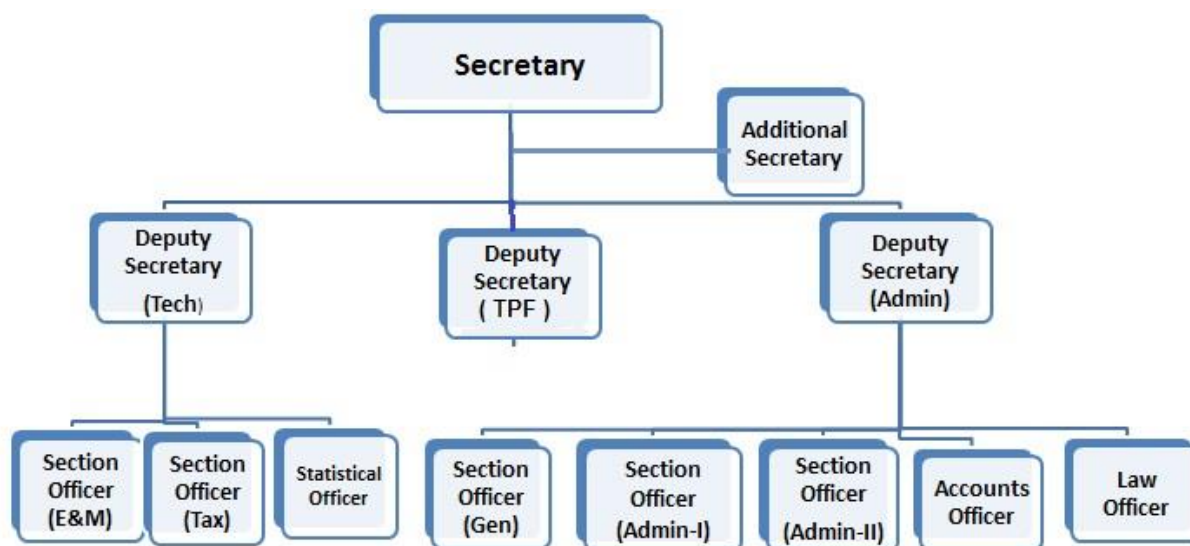 Secretary
Additional
Secretary
Deputy
Secretary
(Tech)
Deputy
Secretary
( TPF )
Deputy
Secretary
(Admin)
Section
Officer
(E&M)
Section
Officer
(Tax)
Statistical
Officer
Section
Officer
(Gen)
Section
Officer
(Admin-I)
Section
Officer
(Admin-II)
Accounts
Officer
Law
Officer